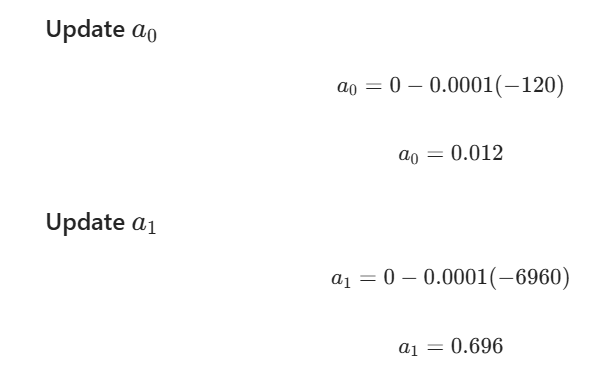 Update a₀
a₀ = 0 − 0.0001(−120)
a₀ = 0.012
Update a₁
a₁ = 0 − 0.0001(−6960)
a₁ = 0.696